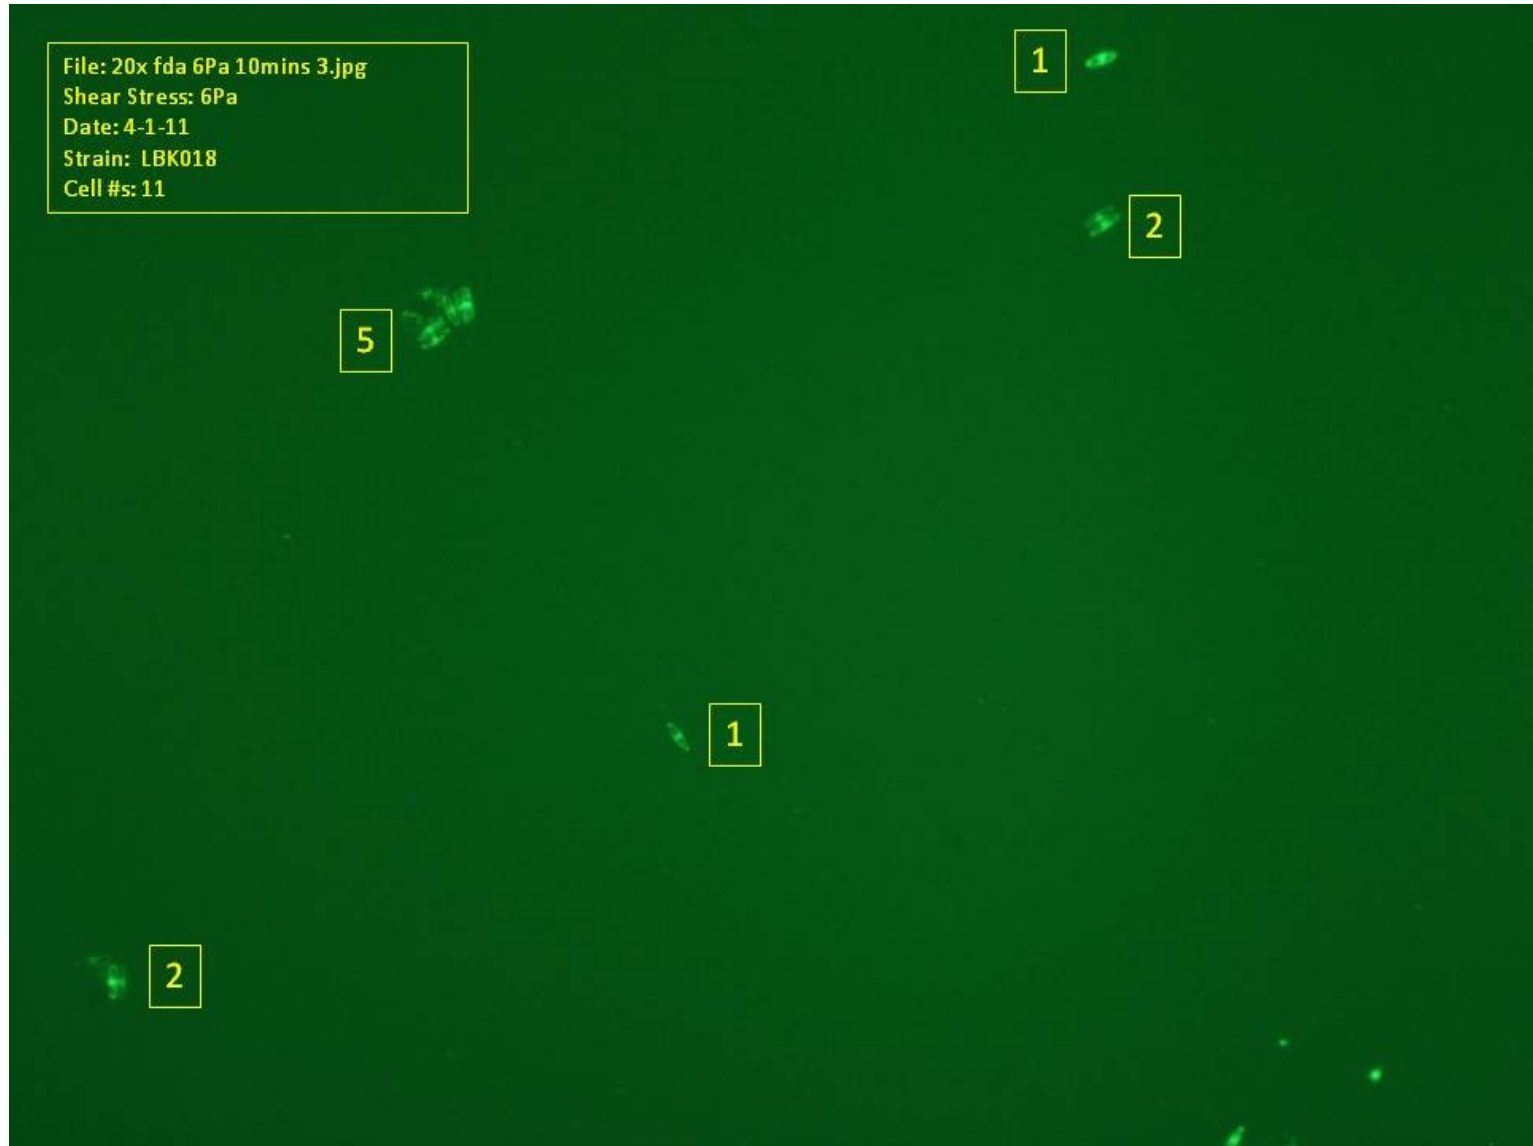 File: 20x fda 6Pa 10mins 3.jpg
Shear Stress: 6Pa
Date: 4-1-11
Strain:  LBK018
Cell #s: 11
1
2
5
1
2